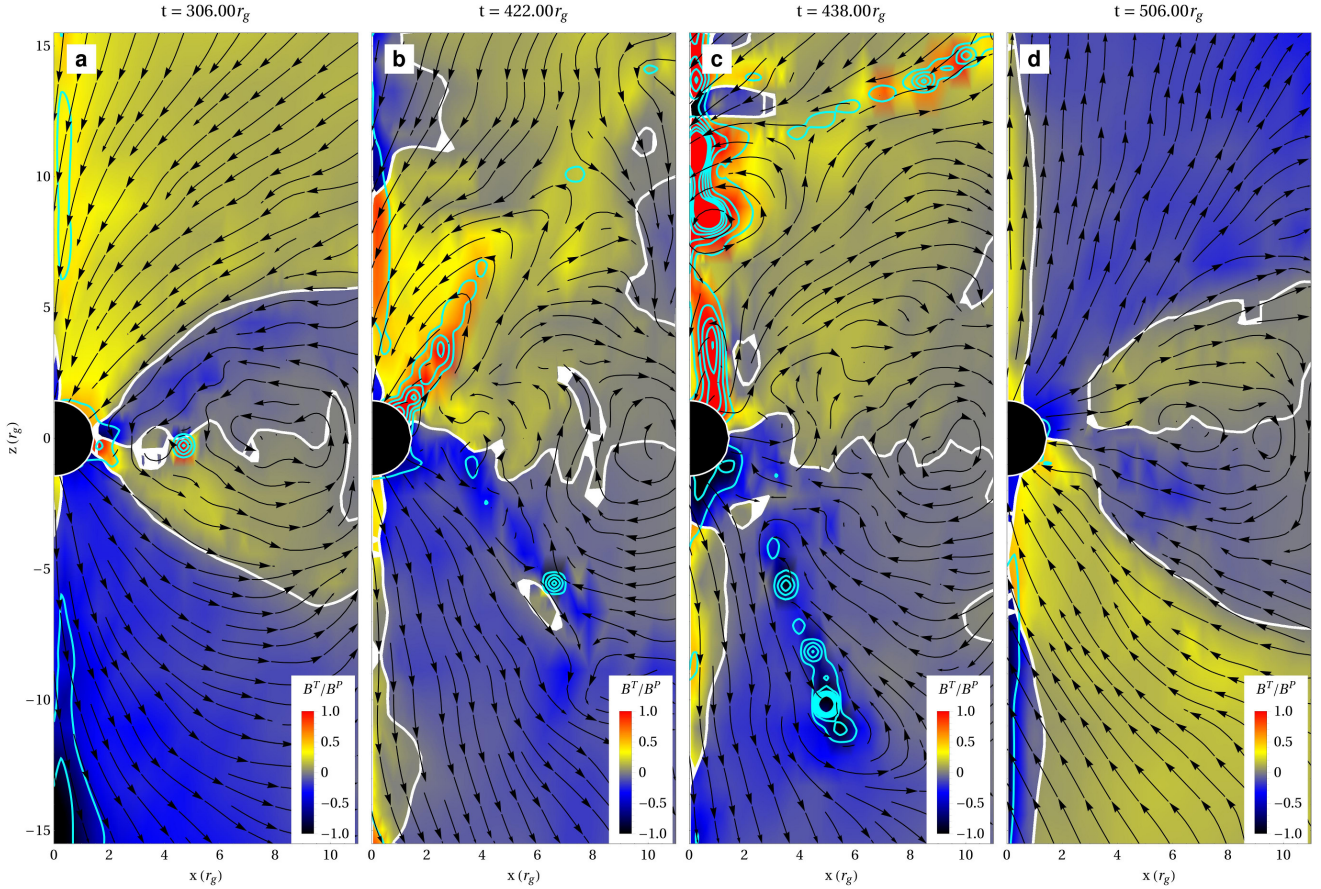 t = 306.00r_g
t = 422.00r_g
t = 438.00r_g
t = 506.00r_g
a
b
c
d
15
10
5
0
−5
−10
−15
z (r_g)
B^T/B^P
1.0
0.5
0
−0.5
−1.0
B^T/B^P
1.0
0.5
0
−0.5
−1.0
B^T/B^P
1.0
0.5
0
−0.5
−1.0
B^T/B^P
1.0
0.5
0
−0.5
−1.0
0 2 4 6 8 10
0 2 4 6 8 10
0 2 4 6 8 10
0 2 4 6 8 10
x (r_g)
x (r_g)
x (r_g)
x (r_g)